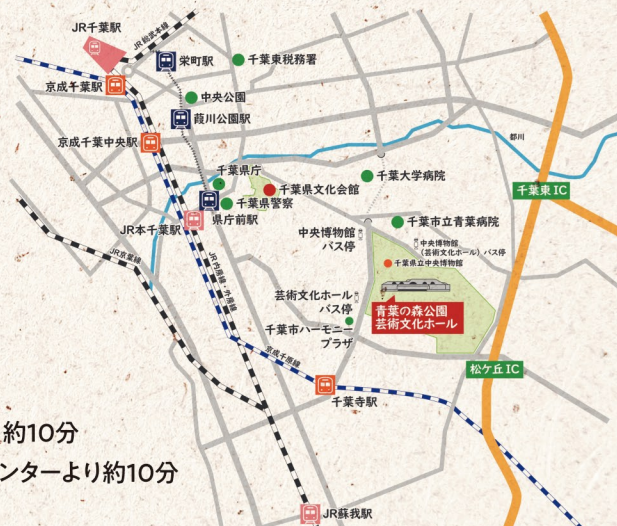 JR千葉駅
JR総武本線
栄町駅
千葉東税務署
京成千葉駅
中央公園
葭川公園駅
都川
京成千葉中央駅
千葉県庁
千葉大学病院
千葉県文化会館
千葉東IC
千葉県警察
県庁前駅
千葉市立青葉病院
JR本千葉駅
中央博物館
バス停
中央博物館
(芸術文化ホール)バス停
千葉県立中央博物館
JR京葉線
JR内房線・外房線
芸術文化ホール
バス停
青葉の森公園
芸術文化ホール
千葉市ハーモニー
プラザ
京成千原線
松ケ丘IC
千葉寺駅
約10分
ンターより約10分
JR蘇我駅